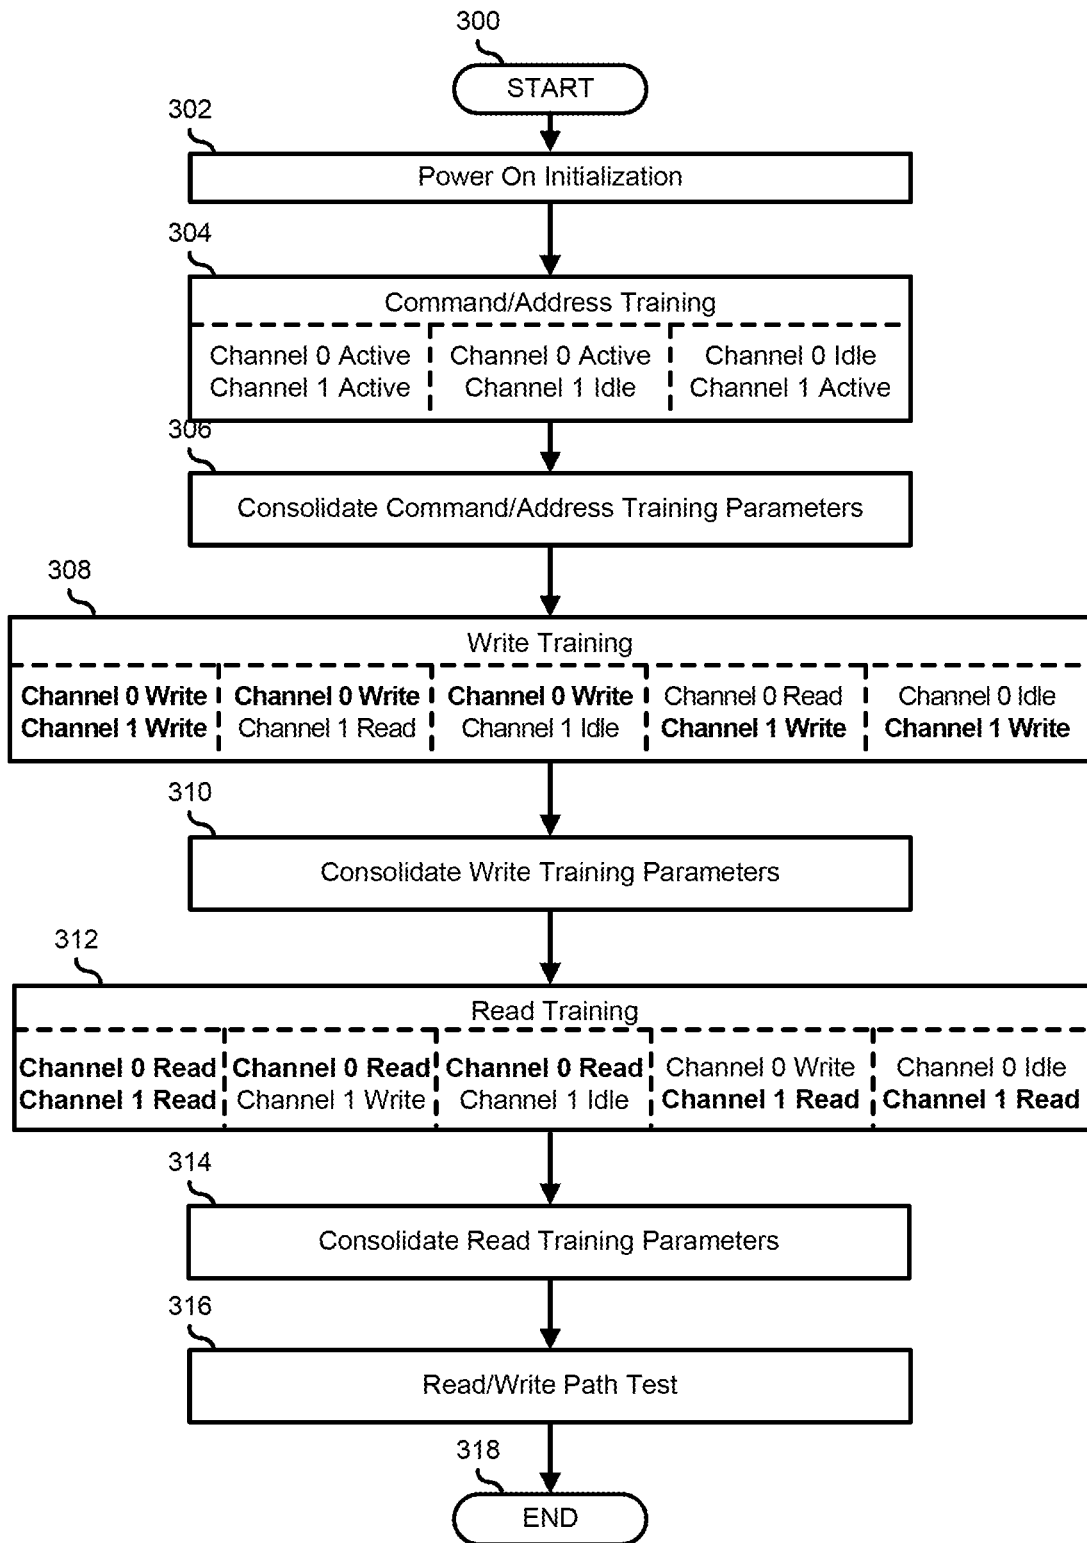 300
START
302
Power On Initialization
304
Command/Address Training
Channel 0 Active Channel 0 Active Channel 0 Idle
Channel 1 Active Channel 1 Idle Channel 1 Active
306
Consolidate Command/Address Training Parameters
308
Write Training
Channel 0 Write Channel 0 Write Channel 0 Write Channel 0 Read Channel 0 Idle
Channel 1 Write Channel 1 Read Channel 1 Idle Channel 1 Write Channel 1 Write
310
Consolidate Write Training Parameters
312
Read Training
Channel 0 Read Channel 0 Read Channel 0 Read Channel 0 Write Channel 0 Idle
Channel 1 Read Channel 1 Write Channel 1 Idle Channel 1 Read Channel 1 Read
314
Consolidate Read Training Parameters
316
Read/Write Path Test
318
END